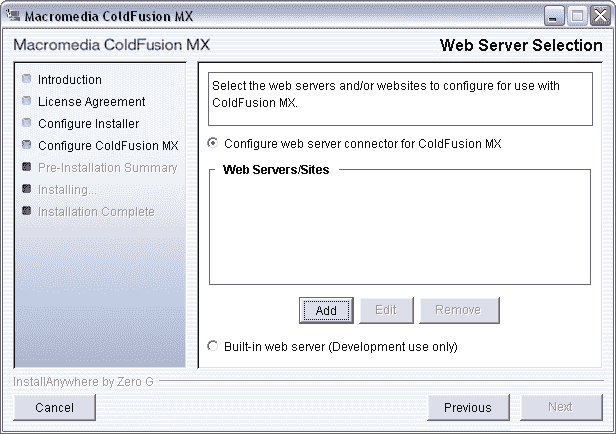 Macromedia ColdFusion MX
Macromedia ColdFusion MX
Web Server Selection
Introduction
License Agreement
Configure Installer
Configure ColdFusion MX
Pre-Installation Summary
Installing...
Installation Complete
Select the web servers and/or websites to configure for use with
ColdFusion MX.
Configure web server connector for ColdFusion MX
Web Servers/Sites
Add
Edit
Remove
Built-in web server (Development use only)
InstallAnywhere by Zero G
Cancel
Previous
Next